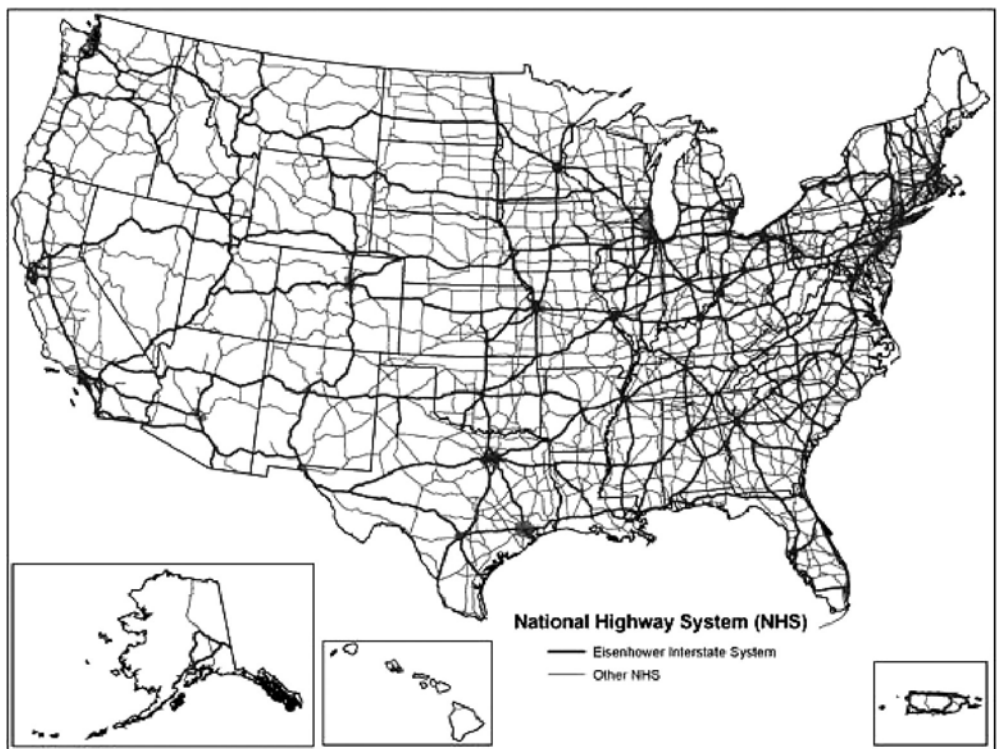 National Highway System (NHS)
Eisenhower Interstate System
Other NHS